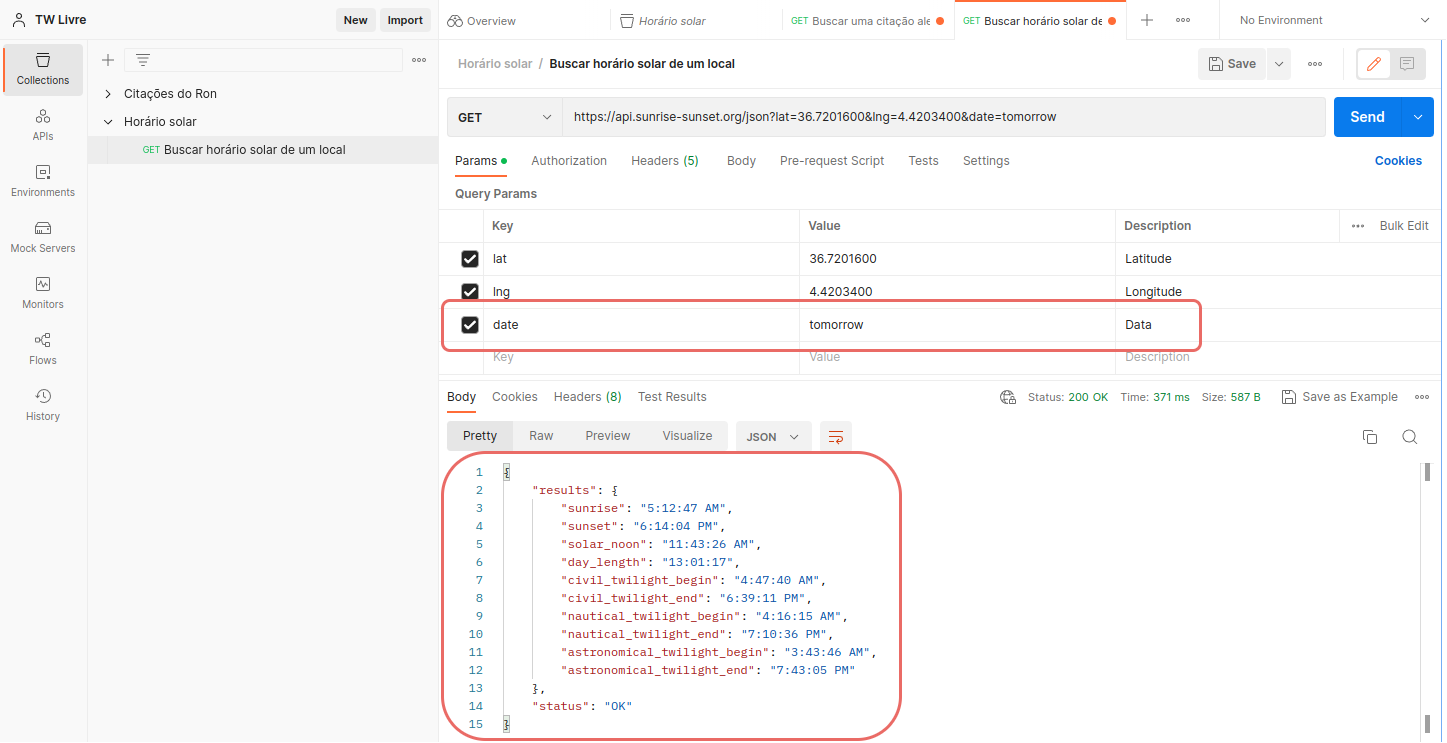 TW Livre
New
Import
Overview
Horário solar
GET Buscar uma citação ale
GET Buscar horário solar de
No Environment
Collections
APIs
Environments
Mock Servers
Monitors
Flows
History
Citações do Ron
Horário solar
GET Buscar horário solar de um local
Horário solar / Buscar horário solar de um local
Save
GET
https://api.sunrise-sunset.org/json?lat=36.7201600&lng=4.4203400&date=tomorrow
Send
Params
Authorization
Headers (5)
Body
Pre-request Script
Tests
Settings
Cookies
Query Params
Key Value Description
Bulk Edit
lat 36.7201600 Latitude
lng 4.4203400 Longitude
date tomorrow Data
Key Value Description
Body
Cookies
Headers (8)
Test Results
Status: 200 OK
Time: 371 ms
Size: 587 B
Save as Example
Pretty
Raw
Preview
Visualize
JSON
1 {
2 "results": {
3 "sunrise": "5:12:47 AM",
4 "sunset": "6:14:04 PM",
5 "solar_noon": "11:43:26 AM",
6 "day_length": "13:01:17",
7 "civil_twilight_begin": "4:47:40 AM",
8 "civil_twilight_end": "6:39:11 PM",
9 "nautical_twilight_begin": "4:16:15 AM",
10 "nautical_twilight_end": "7:10:36 PM",
11 "astronomical_twilight_begin": "3:43:46 AM",
12 "astronomical_twilight_end": "7:43:05 PM"
13 },
14 "status": "OK"
15 }